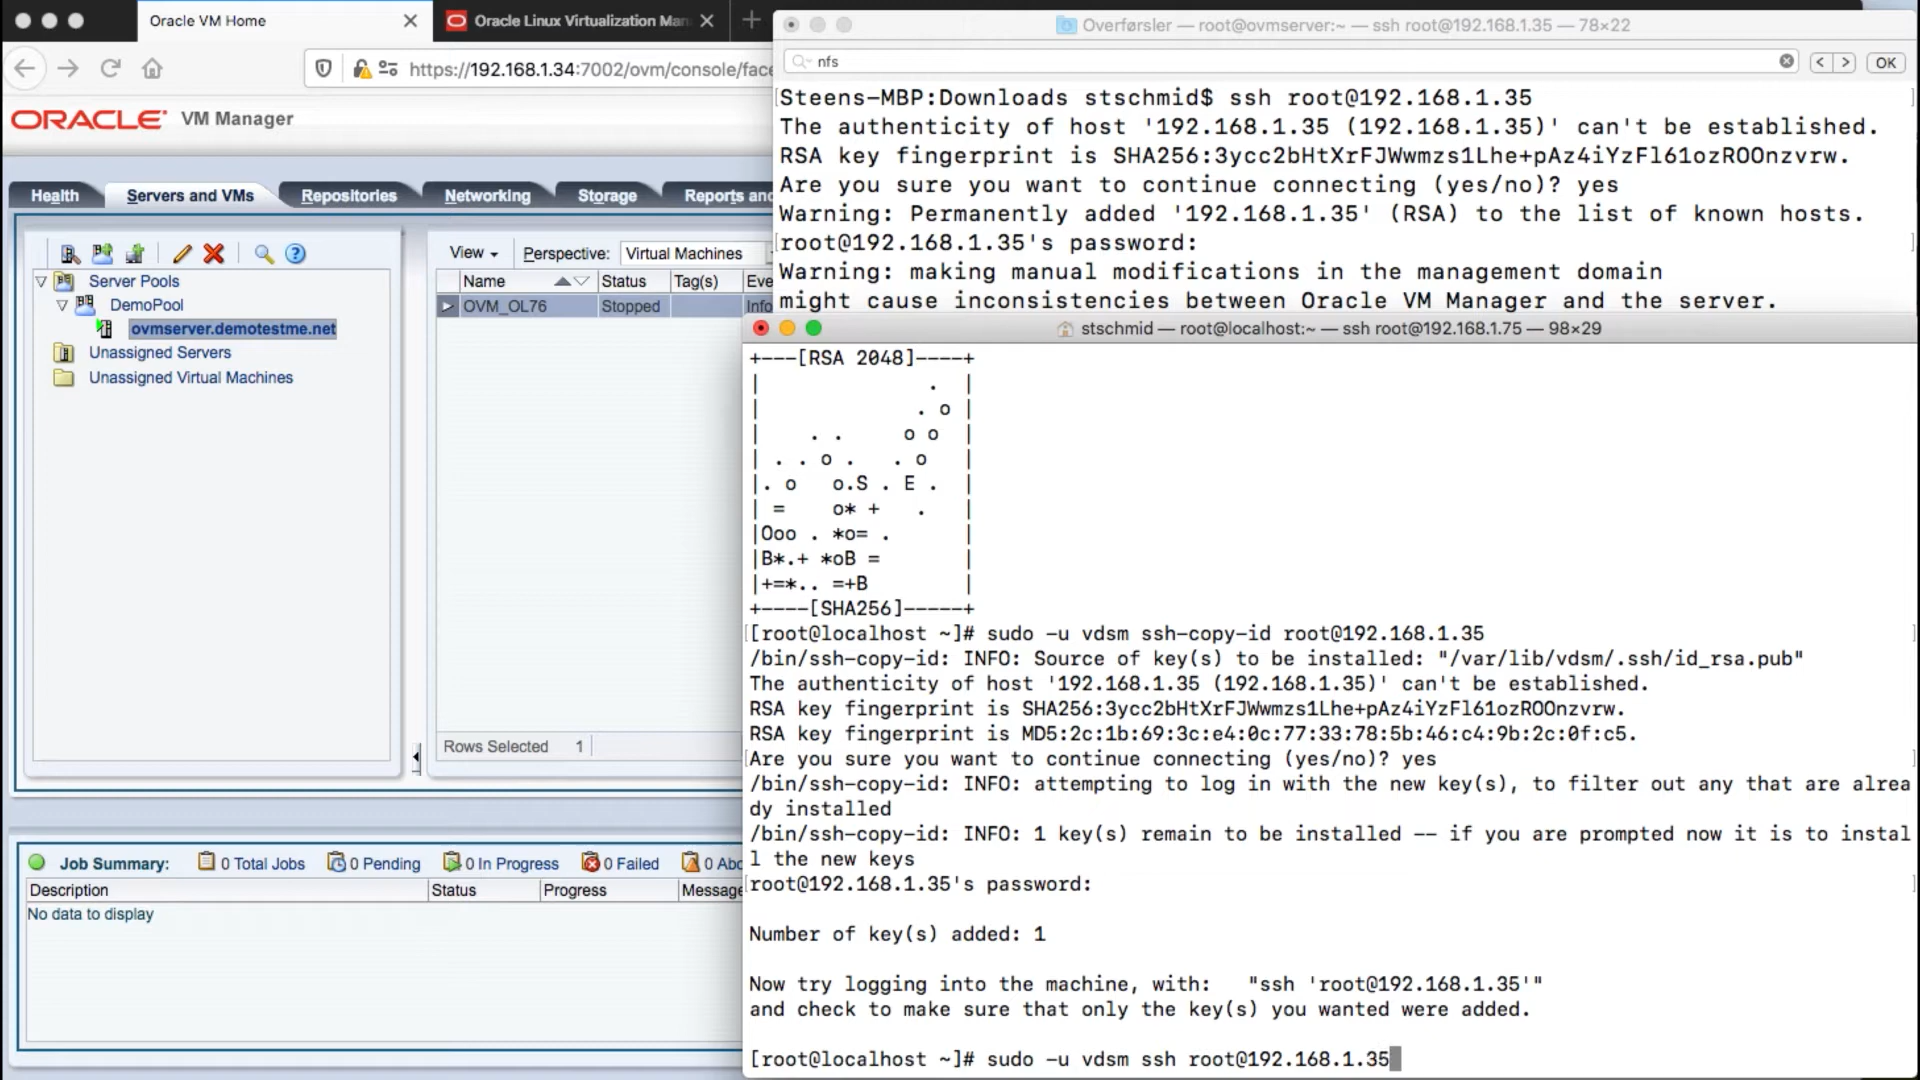 Oracle VM Home
Oracle Linux Virtualization Man
https://192.168.1.34:7002/ovm/console/face
ORACLE VM Manager
Health
Servers and VMs
Repositories
Networking
Storage
Reports and
Server Pools
DemoPool
ovmserver.demotestme.net
Unassigned Servers
Unassigned Virtual Machines
View
Perspective:
Virtual Machines
Name
Status
Tag(s)
Eve
OVM_OL76
Stopped
Info
Rows Selected 1
Job Summary:
0 Total Jobs
0 Pending
0 In Progress
0 Failed
0 Abo
Description
Status
Progress
Message
No data to display
Overførsler — root@ovmserver:~ — ssh root@192.168.1.35 — 78×22
nfs
OK
[Steens-MBP:Downloads stschmid$ ssh root@192.168.1.35 ]
The authenticity of host '192.168.1.35 (192.168.1.35)' can't be established.
RSA key fingerprint is SHA256:3ycc2bHtXrFJWwmzs1Lhe+pAz4iYzFl61ozROOnzvrw.
Are you sure you want to continue connecting (yes/no)? yes
Warning: Permanently added '192.168.1.35' (RSA) to the list of known hosts.
[root@192.168.1.35's password: ]
Warning: making manual modifications in the management domain
might cause inconsistencies between Oracle VM Manager and the server.
stschmid — root@localhost:~ — ssh root@192.168.1.75 — 98×29
+---[RSA 2048]----+
|              .  |
|             . o |
|    . .     o o  |
| . . o .   . o   |
|. o   o.S . E .  |
| =    o* +   .   |
|Ooo . *o= .      |
|B*.+ *oB =       |
|+=*.. =+B        |
+----[SHA256]-----+
[[root@localhost ~]# sudo -u vdsm ssh-copy-id root@192.168.1.35 ]
/bin/ssh-copy-id: INFO: Source of key(s) to be installed: "/var/lib/vdsm/.ssh/id_rsa.pub"
The authenticity of host '192.168.1.35 (192.168.1.35)' can't be established.
RSA key fingerprint is SHA256:3ycc2bHtXrFJWwmzs1Lhe+pAz4iYzFl61ozROOnzvrw.
RSA key fingerprint is MD5:2c:1b:69:3c:e4:0c:77:33:78:5b:46:c4:9b:2c:0f:c5.
[Are you sure you want to continue connecting (yes/no)? yes ]
/bin/ssh-copy-id: INFO: attempting to log in with the new key(s), to filter out any that are alrea
dy installed
/bin/ssh-copy-id: INFO: 1 key(s) remain to be installed -- if you are prompted now it is to instal
l the new keys
[root@192.168.1.35's password: ]
Number of key(s) added: 1
Now try logging into the machine, with:   "ssh 'root@192.168.1.35'"
and check to make sure that only the key(s) you wanted were added.
[root@localhost ~]# sudo -u vdsm ssh root@192.168.1.35